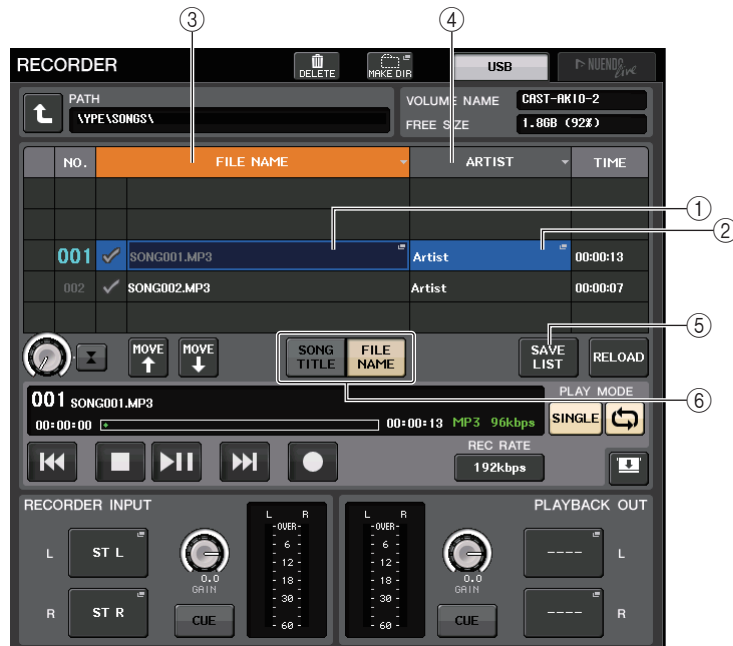 ③ ④
RECORDER DELETE MAKE DIR USB NUENDO Live
PATH VOLUME NAME CAST-AKIO-2
\YPE\SONGS\ FREE SIZE 1.8GB (92%)
NO. FILE NAME ARTIST TIME
①
②
001 SONG001.MP3 Artist 00:00:13
002 SONG002.MP3 Artist 00:00:07
⑤
MOVE MOVE SONG TITLE FILE NAME SAVE LIST RELOAD
⑥
001 SONG001.MP3 PLAY MODE
00:00:00 00:00:13 MP3 96kbps SINGLE
REC RATE
192kbps
RECORDER INPUT PLAYBACK OUT
L R L R
-OVER- -OVER-
L ST L 6 6 ---- L
12 12
0.0 18 18 0.0
GAIN 30 30 GAIN
R ST R CUE 60 60 CUE ---- R